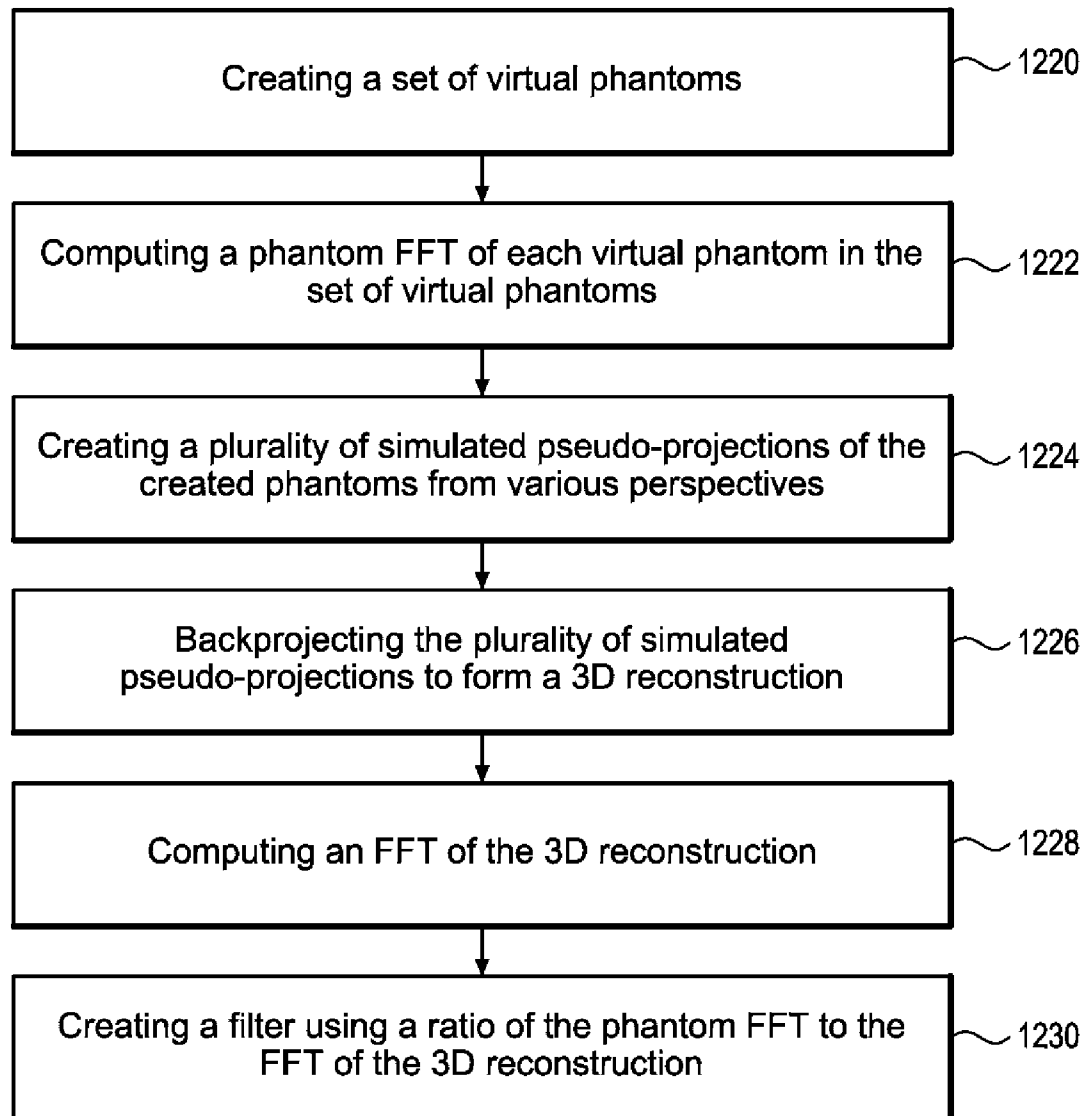 Creating a set of virtual phantoms
1220
Computing a phantom FFT of each virtual phantom in the
set of virtual phantoms
1222
Creating a plurality of simulated pseudo-projections of the
created phantoms from various perspectives
1224
Backprojecting the plurality of simulated
pseudo-projections to form a 3D reconstruction
1226
Computing an FFT of the 3D reconstruction
1228
Creating a filter using a ratio of the phantom FFT to the
FFT of the 3D reconstruction
1230